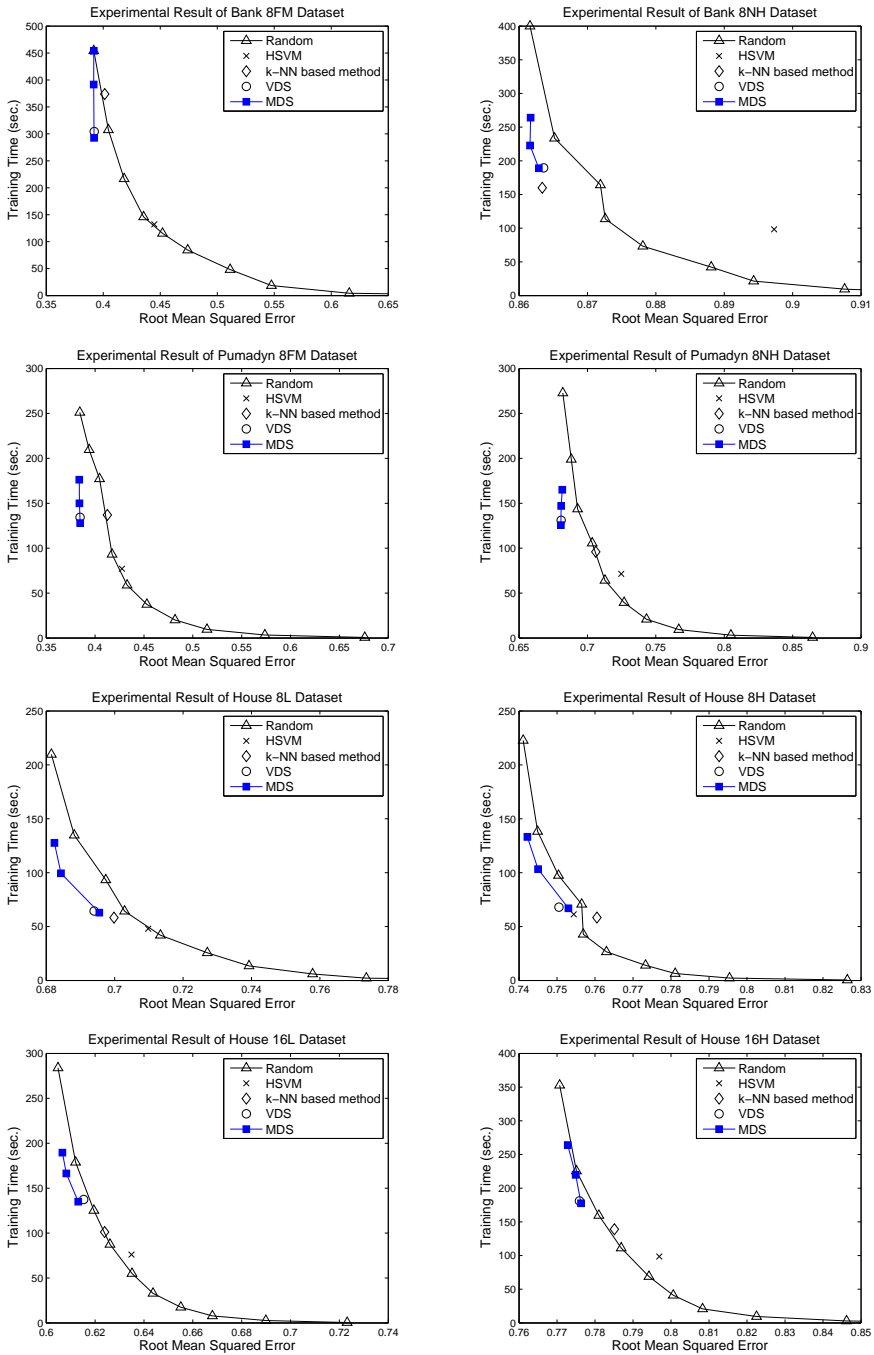 Experimental Result of Bank 8FM Dataset
500
450
400
350
300
250
200
150
100
50
0
Training Time (sec.)
0.35 0.4 0.45 0.5 0.55 0.6 0.65
Root Mean Squared Error
Random
HSVM
k−NN based method
VDS
MDS
Experimental Result of Bank 8NH Dataset
400
350
300
250
200
150
100
50
0
Training Time (sec.)
0.86 0.87 0.88 0.89 0.9 0.91
Root Mean Squared Error
Random
HSVM
k−NN based method
VDS
MDS
Experimental Result of Pumadyn 8FM Dataset
300
250
200
150
100
50
0
Training Time (sec.)
0.35 0.4 0.45 0.5 0.55 0.6 0.65 0.7
Root Mean Squared Error
Random
HSVM
k−NN based method
VDS
MDS
Experimental Result of Pumadyn 8NH Dataset
300
250
200
150
100
50
0
Training Time (sec.)
0.65 0.7 0.75 0.8 0.85 0.9
Root Mean Squared Error
Random
HSVM
k−NN based method
VDS
MDS
Experimental Result of House 8L Dataset
250
200
150
100
50
0
Training Time (sec.)
0.68 0.7 0.72 0.74 0.76 0.78
Root Mean Squared Error
Random
HSVM
k−NN based method
VDS
MDS
Experimental Result of House 8H Dataset
250
200
150
100
50
0
Training Time (sec.)
0.74 0.75 0.76 0.77 0.78 0.79 0.8 0.81 0.82 0.83
Root Mean Squared Error
Random
HSVM
k−NN based method
VDS
MDS
Experimental Result of House 16L Dataset
300
250
200
150
100
50
0
Training Time (sec.)
0.6 0.62 0.64 0.66 0.68 0.7 0.72 0.74
Root Mean Squared Error
Random
HSVM
k−NN based method
VDS
MDS
Experimental Result of House 16H Dataset
400
350
300
250
200
150
100
50
0
Training Time (sec.)
0.76 0.77 0.78 0.79 0.8 0.81 0.82 0.83 0.84 0.85
Root Mean Squared Error
Random
HSVM
k−NN based method
VDS
MDS